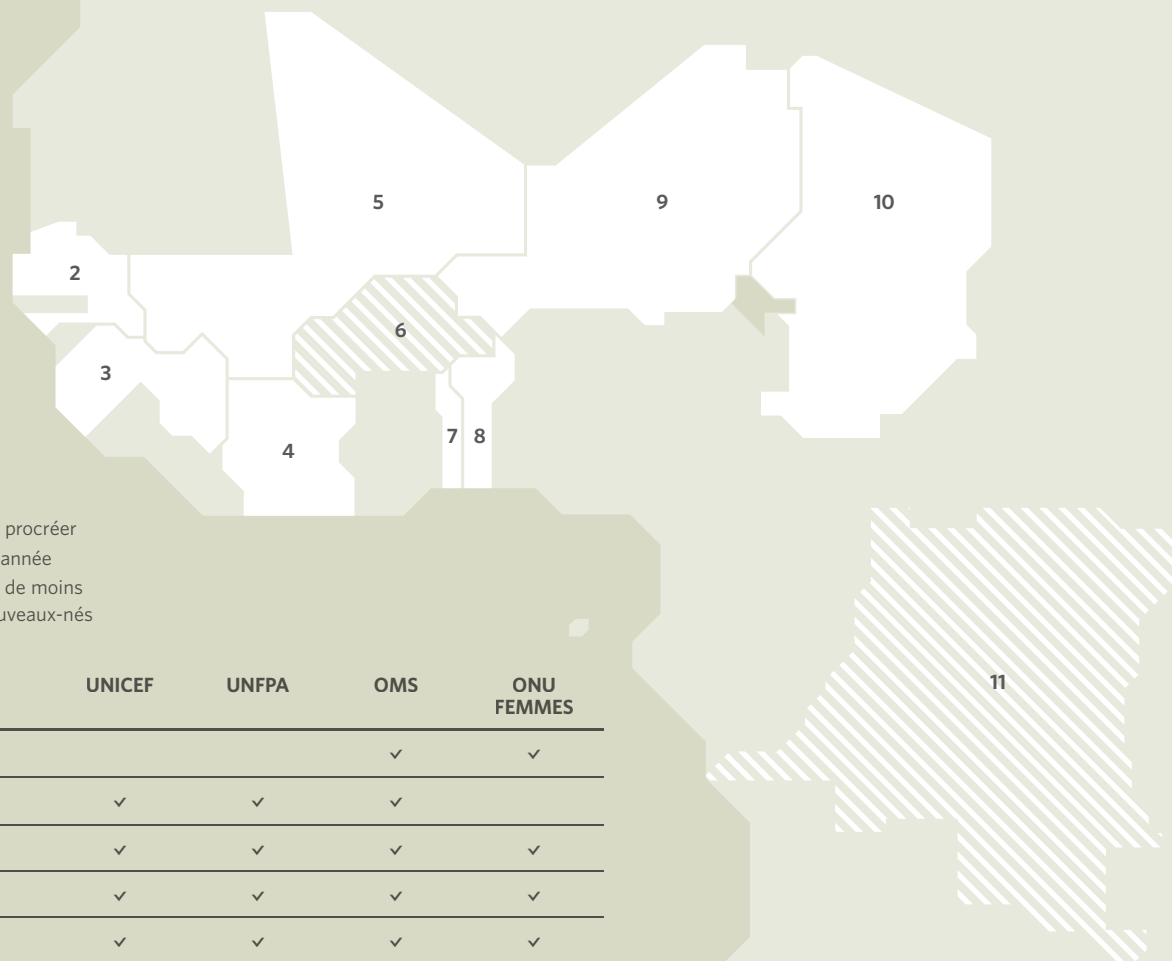 5
9
10
2
6
3
7
8
4
procréer
année
de moins
uveaux-nés
11
UNICEF UNFPA OMS ONU
FEMMES
✓ ✓
✓ ✓ ✓
✓ ✓ ✓ ✓
✓ ✓ ✓ ✓
✓ ✓ ✓ ✓